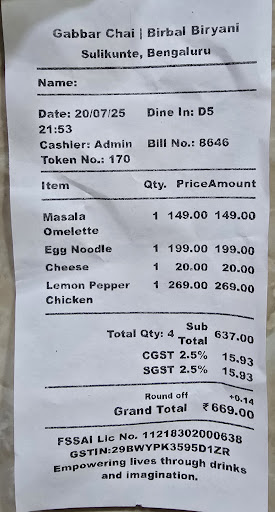 Gabbar Chai | Birbal Biryani
Sulikunte, Bengaluru
Name:
Date: 20/07/25 Dine In: D5
21:53
Cashier: Admin Bill No.: 8646
Token No.: 170
Item Qty. Price Amount
Masala 1 149.00 149.00
Omelette
Egg Noodle 1 199.00 199.00
Cheese 1 20.00 20.00
Lemon Pepper 1 269.00 269.00
Chicken
Total Qty: 4 Sub 637.00
Total
CGST 2.5% 15.93
SGST 2.5% 15.93
Round off +0.14
Grand Total ₹669.00
FSSAI Lic No. 11218302000638
GSTIN:29BWYPK3595D1ZR
Empowering lives through drinks
and imagination.